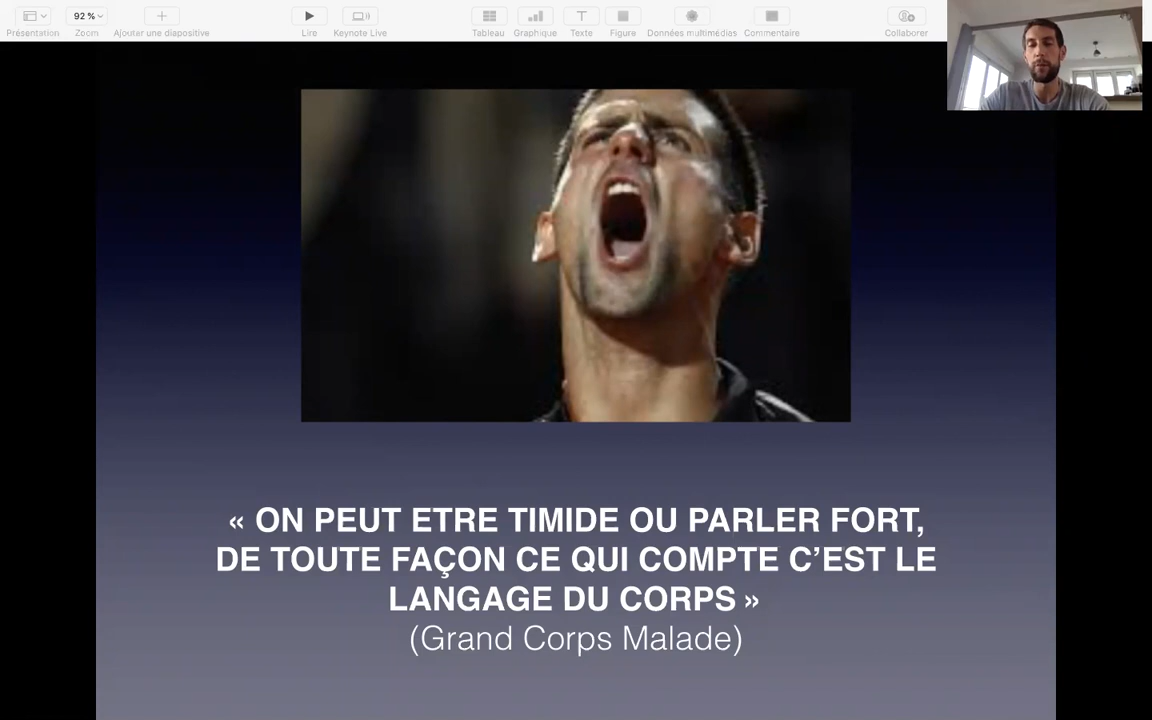 92 %
Présentation
Zoom
Ajouter une diapositive
Lire
Keynote Live
Tableau
Graphique
Texte
Figure
Données multimédias
Commentaire
Collaborer
« ON PEUT ETRE TIMIDE OU PARLER FORT,
DE TOUTE FAÇON CE QUI COMPTE C’EST LE
LANGAGE DU CORPS »
(Grand Corps Malade)